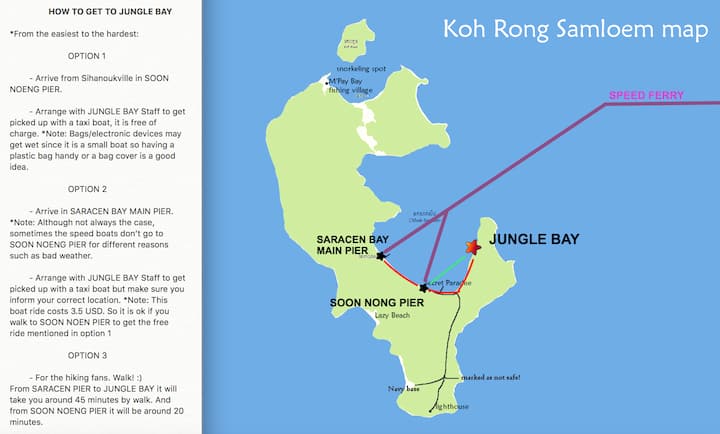 HOW TO GET TO JUNGLE BAY
*From the easiest to the hardest:
OPTION 1
- Arrive from Sihanoukville in SOON
NOENG PIER.
- Arrange with JUNGLE BAY Staff to get
picked up with a taxi boat, it is free of
charge. *Note: Bags/electronic devices may
get wet since it is a small boat so having a
plastic bag handy or a bag cover is a good
idea.
OPTION 2
- Arrive in SARACEN BAY MAIN PIER.
*Note: Although not always the case,
sometimes the speed boats don't go to
SOON NOENG PIER for different reasons
such as bad weather.
- Arrange with JUNGLE BAY Staff to get
picked up with a taxi boat but make sure you
inform your correct location. *Note: This
boat ride costs 3.5 USD. So it is ok if you
walk to SOON NOEN PIER to get the free
ride mentioned in option 1
OPTION 3
- For the hiking fans. Walk! :)
From SARACEN PIER to JUNGLE BAY it will
take you around 45 minutes by walk. And
from SOON NOENG PIER it will be around 20
minutes.
Koh Rong Samloem map
snorkeling spot
M'Pay Bay
fishing village
SPEED FERRY
SARACEN BAY
MAIN PIER
JUNGLE BAY
cret Paradise
SOON NONG PIER
Lazy Beach
marked as not safe!
Navy base
lighthouse